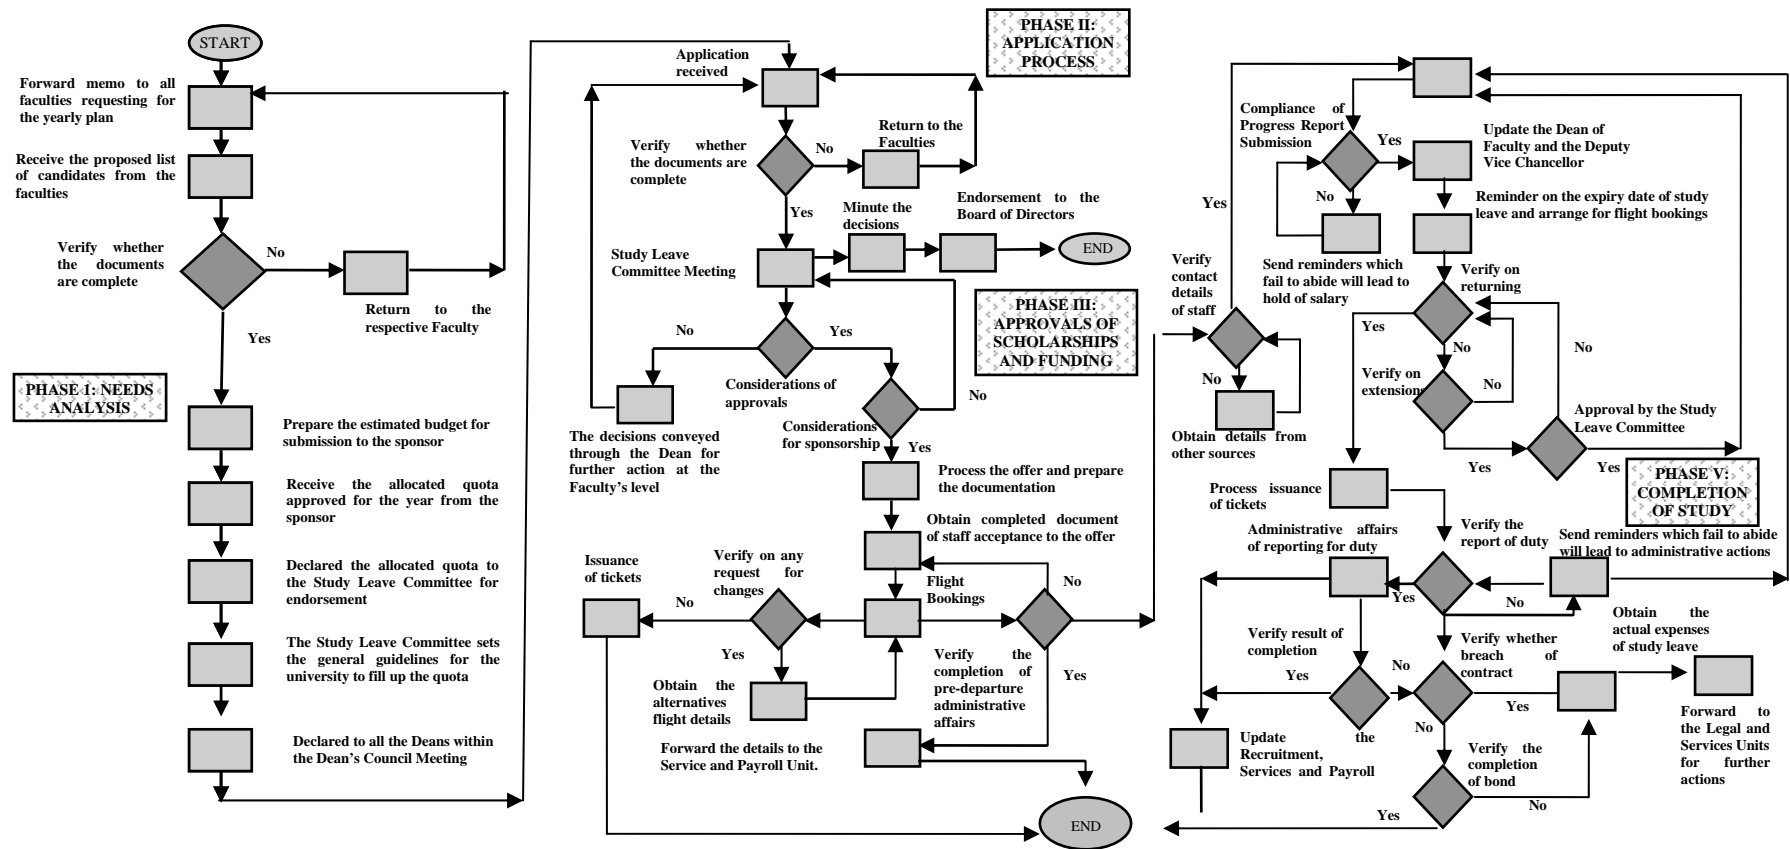 START
Forward memo to all
faculties requesting for
the yearly plan
Receive the proposed list
of candidates from the
faculties
Verify whether
the documents
are complete
No
Return to the
respective Faculty
Yes
PHASE I: NEEDS
ANALYSIS
Prepare the estimated budget for
submission to the sponsor
Receive the allocated quota
approved for the year from the
sponsor
Declared the allocated quota to
the Study Leave Committee for
endorsement
The Study Leave Committee sets
the general guidelines for the
university to fill up the quota
Declared to all the Deans within
the Dean's Council Meeting
PHASE II:
APPLICATION
PROCESS
Application
received
Verify whether
the documents are
complete
No
Return to the
Faculties
Yes
Minute the
decisions
Endorsement to the
Board of Directors
END
Study Leave
Committee Meeting
PHASE III:
APPROVALS OF
SCHOLARSHIPS
AND FUNDING
No
Yes
Considerations of
approvals
No
Considerations
for sponsorship
Yes
The decisions conveyed
through the Dean for
further action at the
Faculty's level
Process the offer and prepare
the documentation
Obtain completed document
of staff acceptance to the offer
Issuance
of tickets
Verify on any
request for
changes
Flight
Bookings
No
No
Yes
Obtain the
alternatives
flight details
Verify the
completion of
pre-departure
administrative
affairs
Yes
Forward the details to the
Service and Payroll Unit.
END
Compliance of
Progress Report
Submission
Yes
Update the Dean of
Faculty and the Deputy
Vice Chancellor
No
Reminder on the expiry date of study
leave and arrange for flight bookings
Yes
Verify
contact
details
of staff
Send reminders which
fail to abide will lead to
hold of salary
Verify on
returning
Yes
No
No
Verify on
extensions
No
No
Obtain details from
other sources
Approval by the Study
Leave Committee
Yes
Yes
PHASE V:
COMPLETION
OF STUDY
Process issuance
of tickets
Administrative affairs
of reporting for duty
Verify the
report of duty
Send reminders which fail to abide
will lead to administrative actions
Yes
No
Obtain the
actual expenses
of study leave
Verify result of
completion
Verify whether
breach of
contract
No
Yes
Yes
No
Forward to
the Legal and
Services Units
for further
actions
Update the
Recruitment,
Services and Payroll
Verify the
completion
of bond
No
Yes